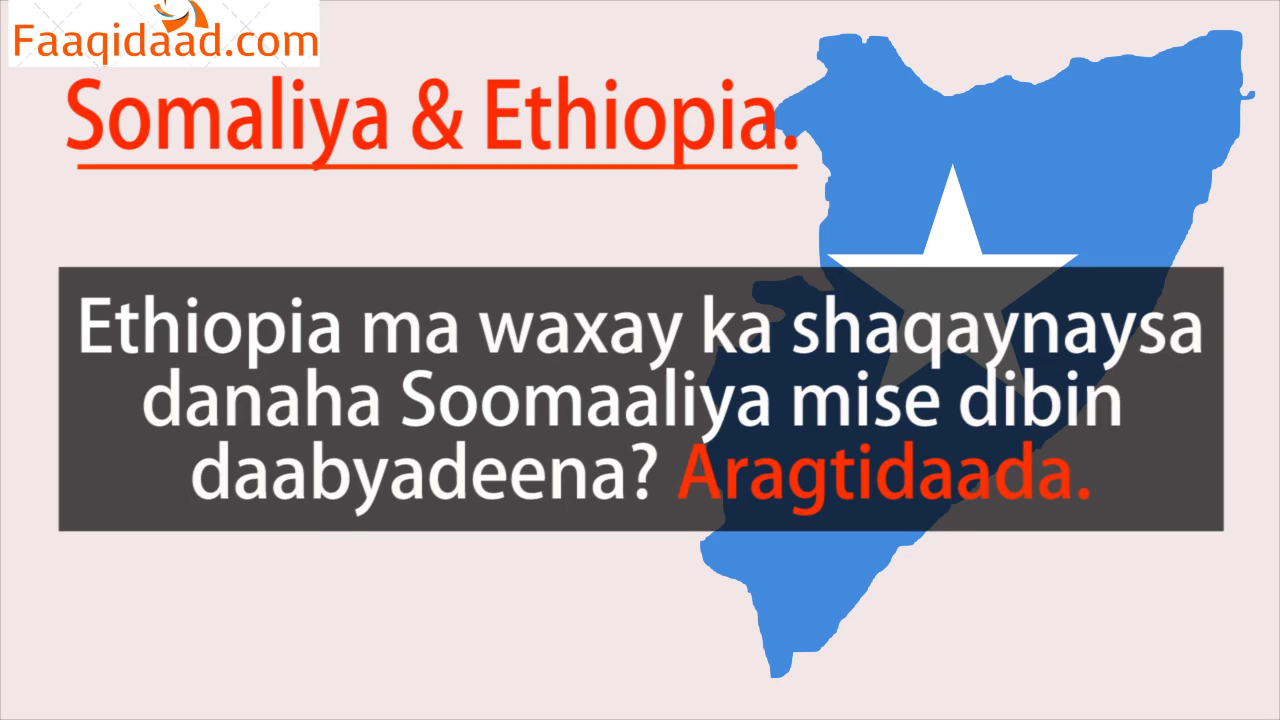 Faaqidaad.com
Somaliya & Ethiopia.
Ethiopia ma waxay ka shaqaynaysa
danaha Soomaaliya mise dibin
daabyadeena? Aragtidaada.